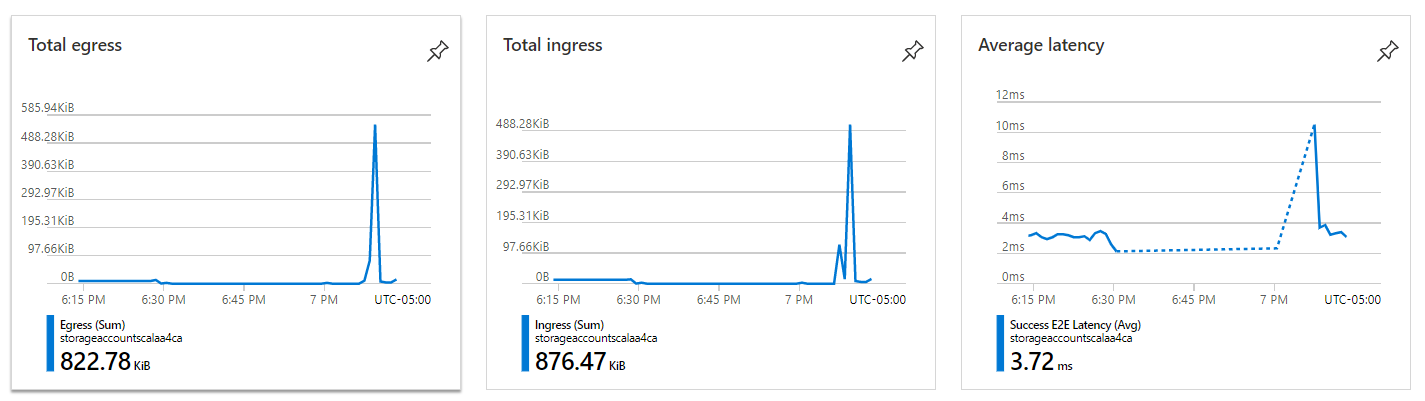 Total egress
585.94KiB
488.28KiB
390.63KiB
292.97KiB
195.31KiB
97.66KiB
0B
6:15 PM 6:30 PM 6:45 PM 7 PM UTC-05:00
Egress (Sum)
storageaccountscalaa4ca
822.78 KiB
Total ingress
488.28KiB
390.63KiB
292.97KiB
195.31KiB
97.66KiB
0B
6:15 PM 6:30 PM 6:45 PM 7 PM UTC-05:00
Ingress (Sum)
storageaccountscalaa4ca
876.47 KiB
Average latency
12ms
10ms
8ms
6ms
4ms
2ms
0ms
6:15 PM 6:30 PM 6:45 PM 7 PM UTC-05:00
Success E2E Latency (Avg)
storageaccountscalaa4ca
3.72 ms